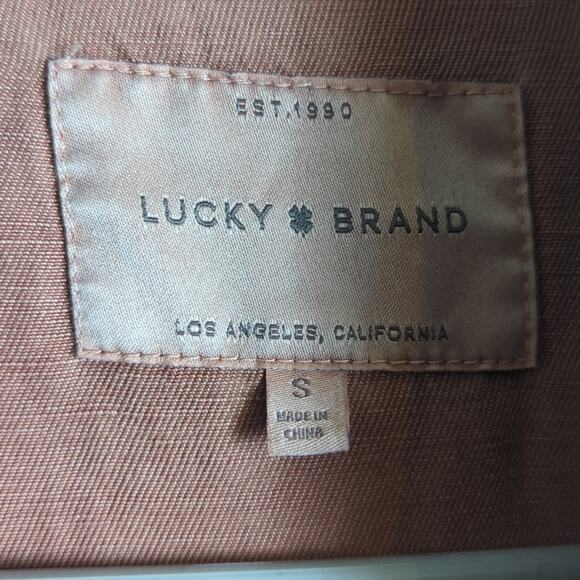 EST.1990
LUCKY BRAND
LOS ANGELES, CALIFORNIA
S
MADE IN
CHINA